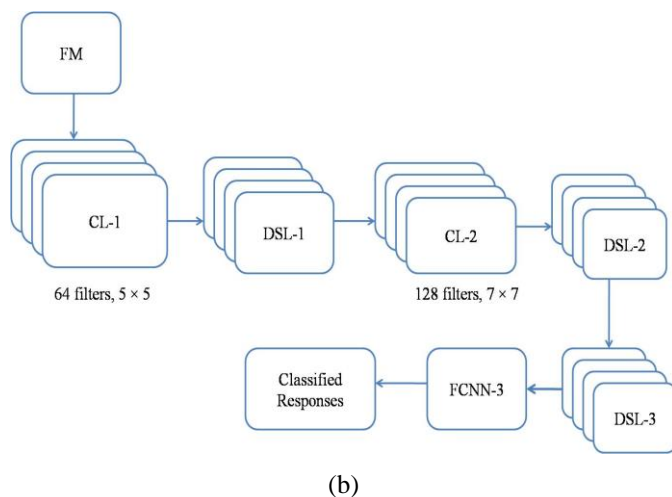 FM
CL-1
DSL-1
CL-2
DSL-2
64 filters, 5 × 5
128 filters, 7 × 7
Classified
Responses
FCNN-3
DSL-3
(b)